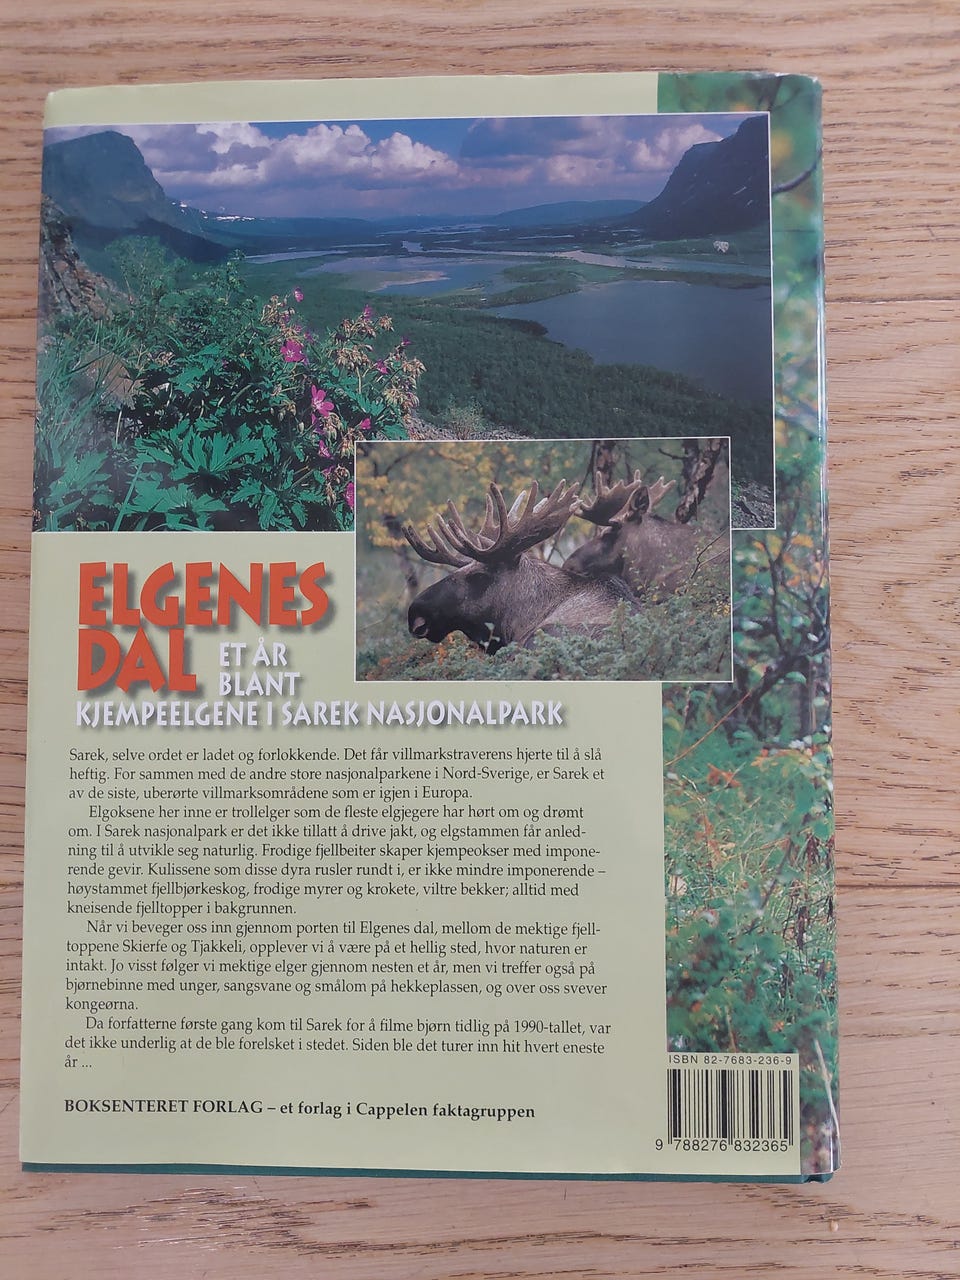 ELGENES
DAL ET ÅR
BLANT
KJEMPEELGENE I SAREK NASJONALPARK
Sarek, selve ordet er ladet og forlokkende. Det får villmarkstraverens hjerte til å slå
heftig. For sammen med de andre store nasjonalparkene i Nord-Sverige, er Sarek et
av de siste, uberørte villmarksområdene som er igjen i Europa.
Elgoksene her inne er trollelger som de fleste elgjegere har hørt om og drømt
om. I Sarek nasjonalpark er det ikke tillatt å drive jakt, og elgstammen får anled-
ning til å utvikle seg naturlig. Frodige fjellbeiter skaper kjempeokser med impone-
rende gevir. Kulissene som disse dyra rusler rundt i, er ikke mindre imponerende –
høystammet fjellbjørkeskog, frodige myrer og krokete, viltre bekker; alltid med
kneisende fjelltopper i bakgrunnen.
Når vi beveger oss inn gjennom porten til Elgenes dal, mellom de mektige fjell-
toppene Skierfe og Tjakkeli, opplever vi å være på et hellig sted, hvor naturen er
intakt. Jo visst følger vi mektige elger gjennom nesten et år, men vi treffer også på
bjørnebinne med unger, sangsvane og smålom på hekkeplassen, og over oss svever
kongeørna.
Da forfatterne første gang kom til Sarek for å filme bjørn tidlig på 1990-tallet, var
det ikke underlig at de ble forelsket i stedet. Siden ble det turer inn hit hvert eneste
år ...
BOKSENTERET FORLAG – et forlag i Cappelen faktagruppen
ISBN 82-7683-236-9
9 788276 832365